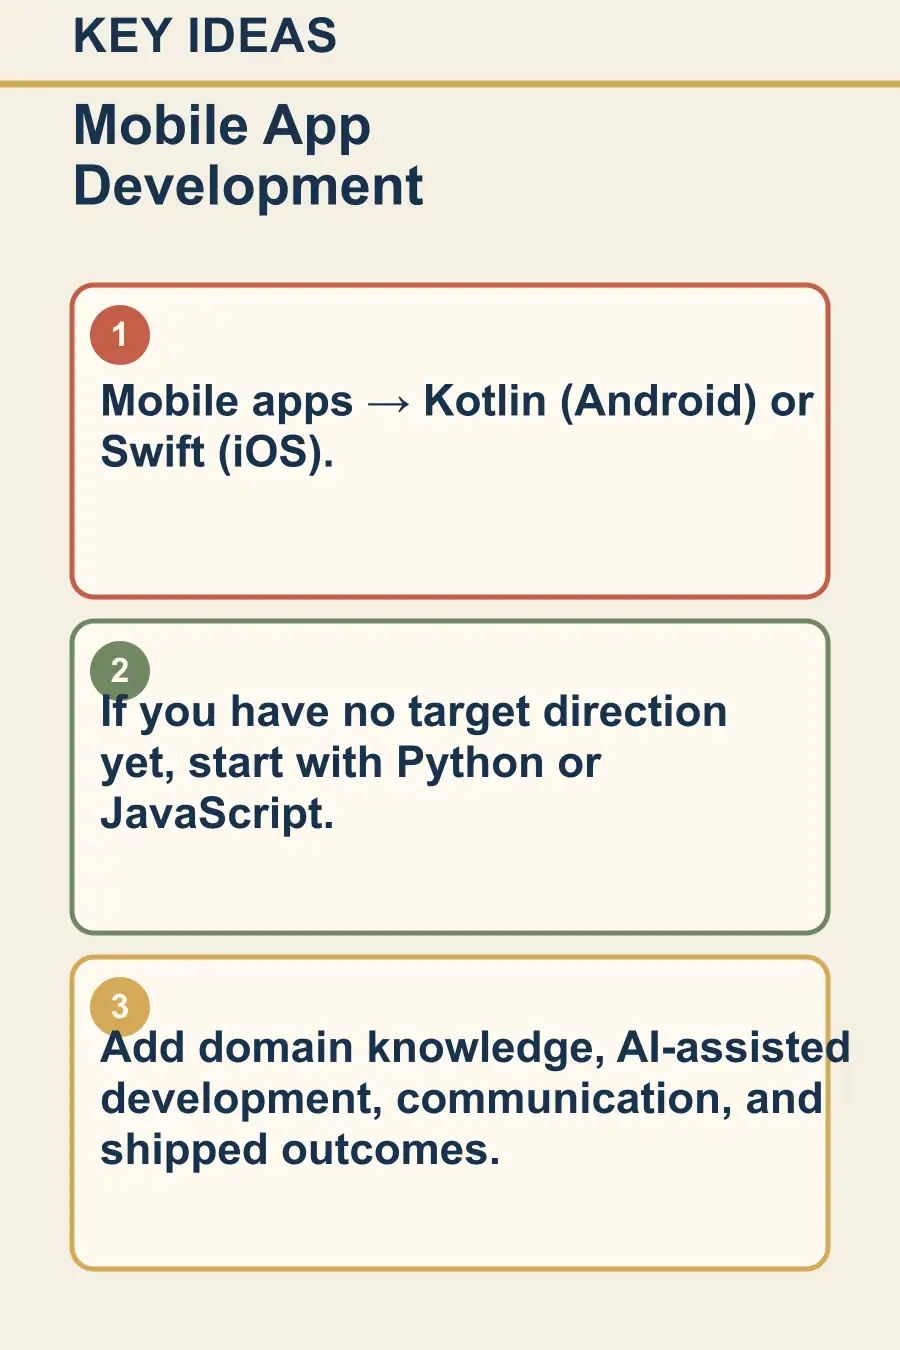 KEY IDEAS
Mobile App
Development
1
Mobile apps → Kotlin (Android) or
Swift (iOS).
2
If you have no target direction
yet, start with Python or
JavaScript.
3
Add domain knowledge, AI-assisted
development, communication, and
shipped outcomes.